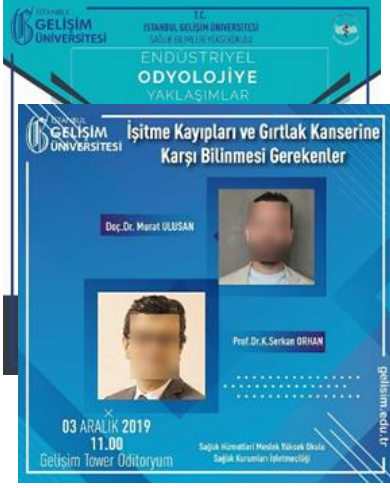 İSTANBUL
GELİŞİM
ÜNİVERSİTESİ
T.C.
İSTANBUL GELİŞİM ÜNİVERSİTESİ
SAĞLIK BİLİMLERİ YÜKSEKOKULU
ENDÜSTRİYEL
ODYOLOJİYE
YAKLAŞIMLAR
İSTANBUL
GELİŞİM
ÜNİVERSİTESİ
İşitme Kayıpları ve Gırtlak Kanserine
Karşı Bilinmesi Gerekenler
Doç.Dr. Murat ULUSAN
Prof.Dr.K.Serkan ORHAN
gelisim.edu.tr
03 ARALIK 2019
11.00
Gelişim Tower Oditoryum
Sağlık Hizmetleri Meslek Yüksek Okulu
Sağlık Kurumları İşletmeciliği